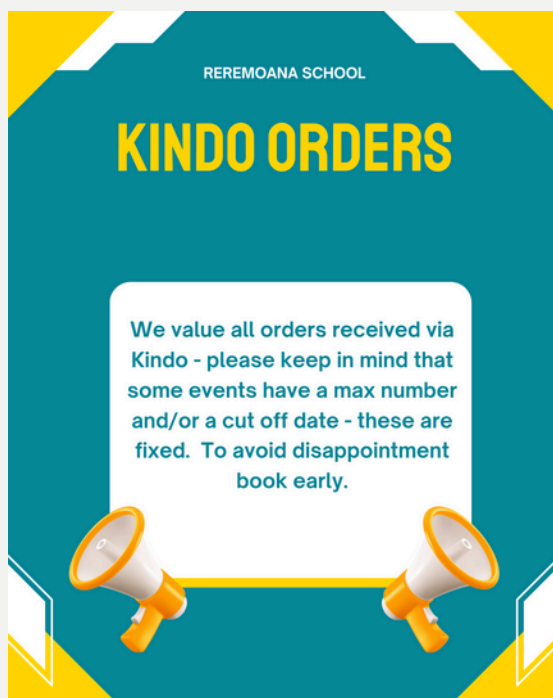 REREMOANA SCHOOL
KINDO ORDERS
We value all orders received via
Kindo - please keep in mind that
some events have a max number
and/or a cut off date - these are
fixed.  To avoid disappointment
book early.